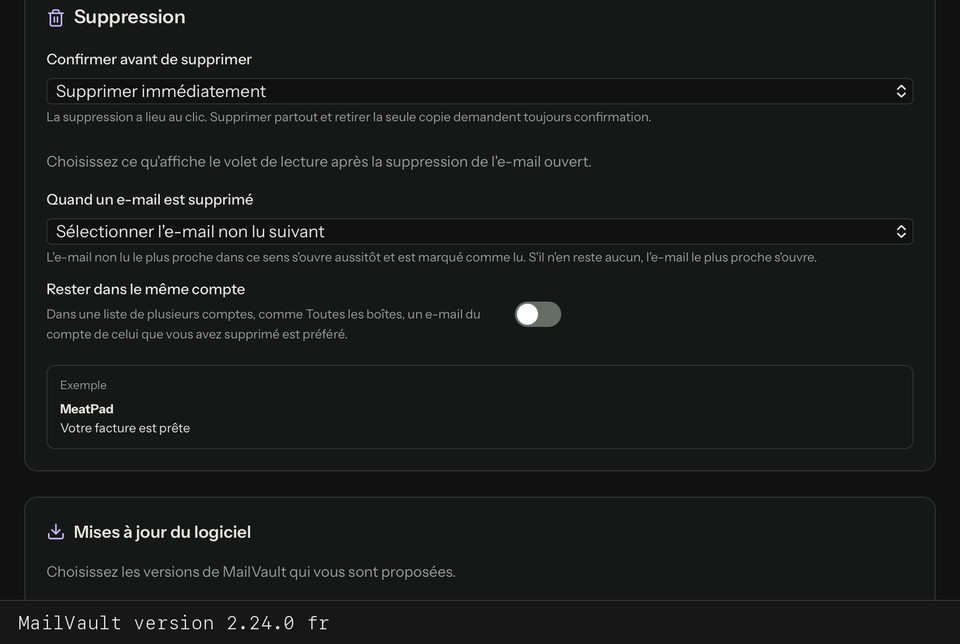 Suppression
Confirmer avant de supprimer
Supprimer immédiatement
La suppression a lieu au clic. Supprimer partout et retirer la seule copie demandent toujours confirmation.
Choisissez ce qu'affiche le volet de lecture après la suppression de l'e-mail ouvert.
Quand un e-mail est supprimé
Sélectionner l'e-mail non lu suivant
L'e-mail non lu le plus proche dans ce sens s'ouvre aussitôt et est marqué comme lu. S'il n'en reste aucun, l'e-mail le plus proche s'ouvre.
Rester dans le même compte
Dans une liste de plusieurs comptes, comme Toutes les boîtes, un e-mail du
compte de celui que vous avez supprimé est préféré.
Exemple
MeatPad
Votre facture est prête
Mises à jour du logiciel
Choisissez les versions de MailVault qui vous sont proposées.
MailVault version 2.24.0 fr